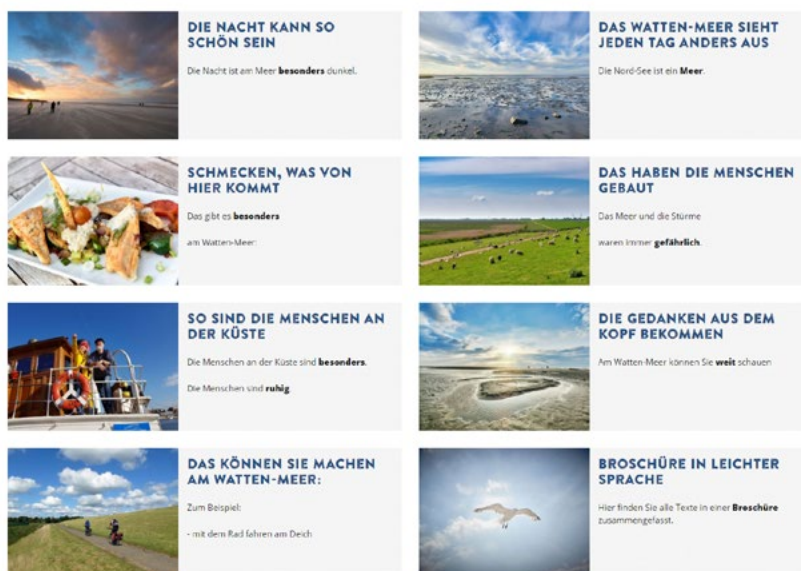 DIE NACHT KANN SO
SCHÖN SEIN
Die Nacht ist am Meer besonders dunkel.
DAS WATTEN-MEER SIEHT
JEDEN TAG ANDERS AUS
Die Nord-See ist ein Meer.
SCHMECKEN, WAS VON
HIER KOMMT
Das gibt es besonders
am Watten-Meer:
DAS HABEN DIE MENSCHEN
GEBAUT
Das Meer und die Stürme
waren immer gefährlich.
SO SIND DIE MENSCHEN AN
DER KÜSTE
Die Menschen an der Küste sind besonders.
Die Menschen sind ruhig
DIE GEDANKEN AUS DEM
KOPF BEKOMMEN
Am Watten-Meer können Sie weit schauen
DAS KÖNNEN SIE MACHEN
AM WATTEN-MEER:
Zum Beispiel:
- mit dem Rad fahren am Deich
BROSCHÜRE IN LEICHTER
SPRACHE
Hier finden Sie alle Texte in einer Broschüre
zusammengefasst.